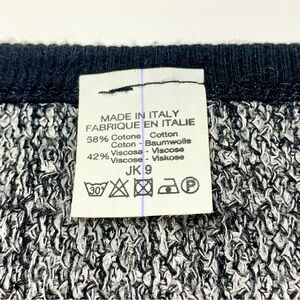 MADE IN ITALY
FABRIQUE EN ITALIE
58% Cotone - Cotton
Coton - Baumwolle
42% Viscosa - Viscose
Viscose - Viskose
JK 9
30° P